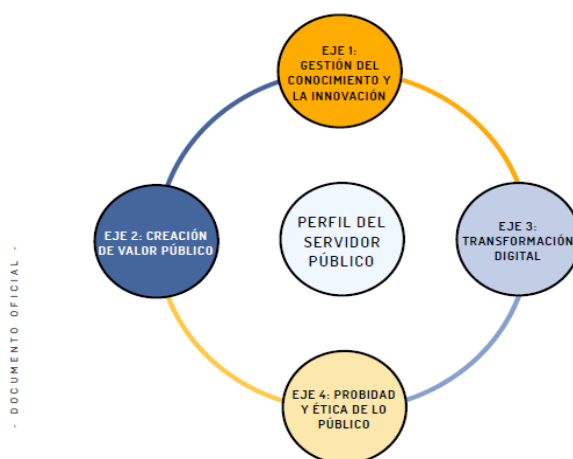 EJE 1:
GESTIÓN DEL
CONOCIMIENTO Y
LA INNOVACIÓN
EJE 2: CREACIÓN
DE VALOR PÚBLICO
PERFIL DEL
SERVIDOR
PÚBLICO
EJE 3:
TRANSFORMACIÓN
DIGITAL
EJE 4: PROBIDAD
Y ÉTICA DE LO
PÚBLICO
- DOCUMENTO OFICIAL -